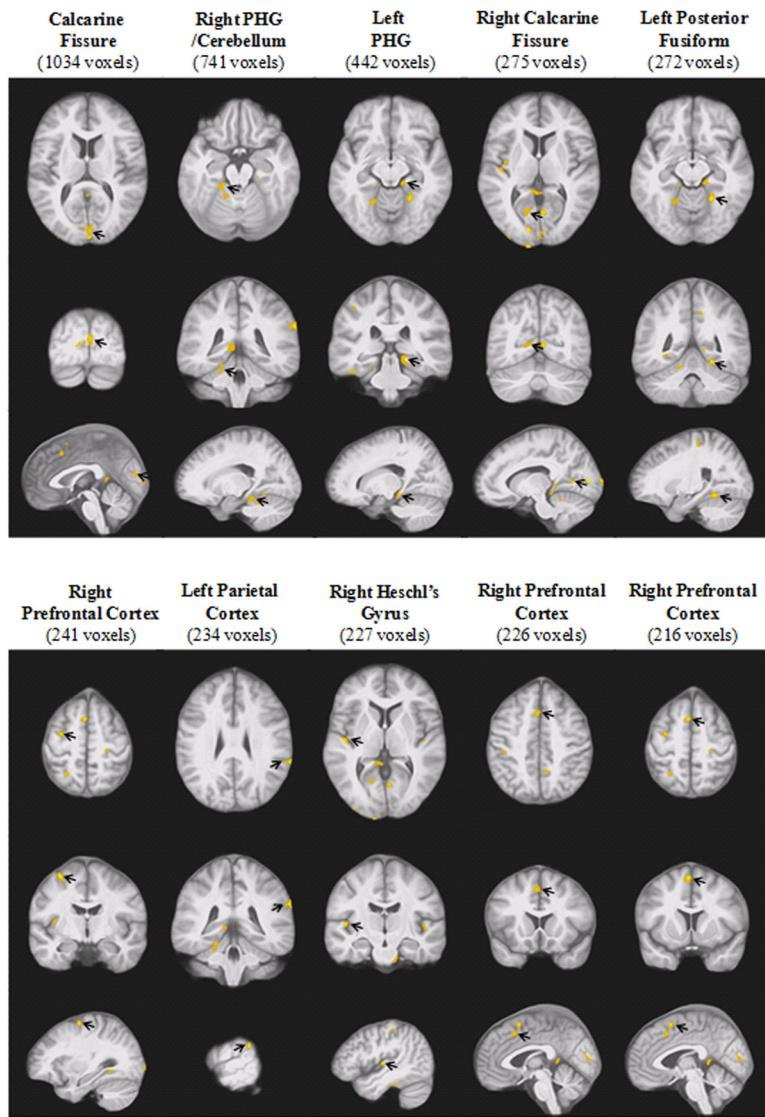 Calcarine
Fissure
(1034 voxels)
Right PHG
/Cerebellum
(741 voxels)
Left
PHG
(442 voxels)
Right Calcarine
Fissure
(275 voxels)
Left Posterior
Fusiform
(272 voxels)
Right
Prefrontal Cortex
(241 voxels)
Left Parietal
Cortex
(234 voxels)
Right Heschl's
Gyrus
(227 voxels)
Right Prefrontal
Cortex
(226 voxels)
Right Prefrontal
Cortex
(216 voxels)